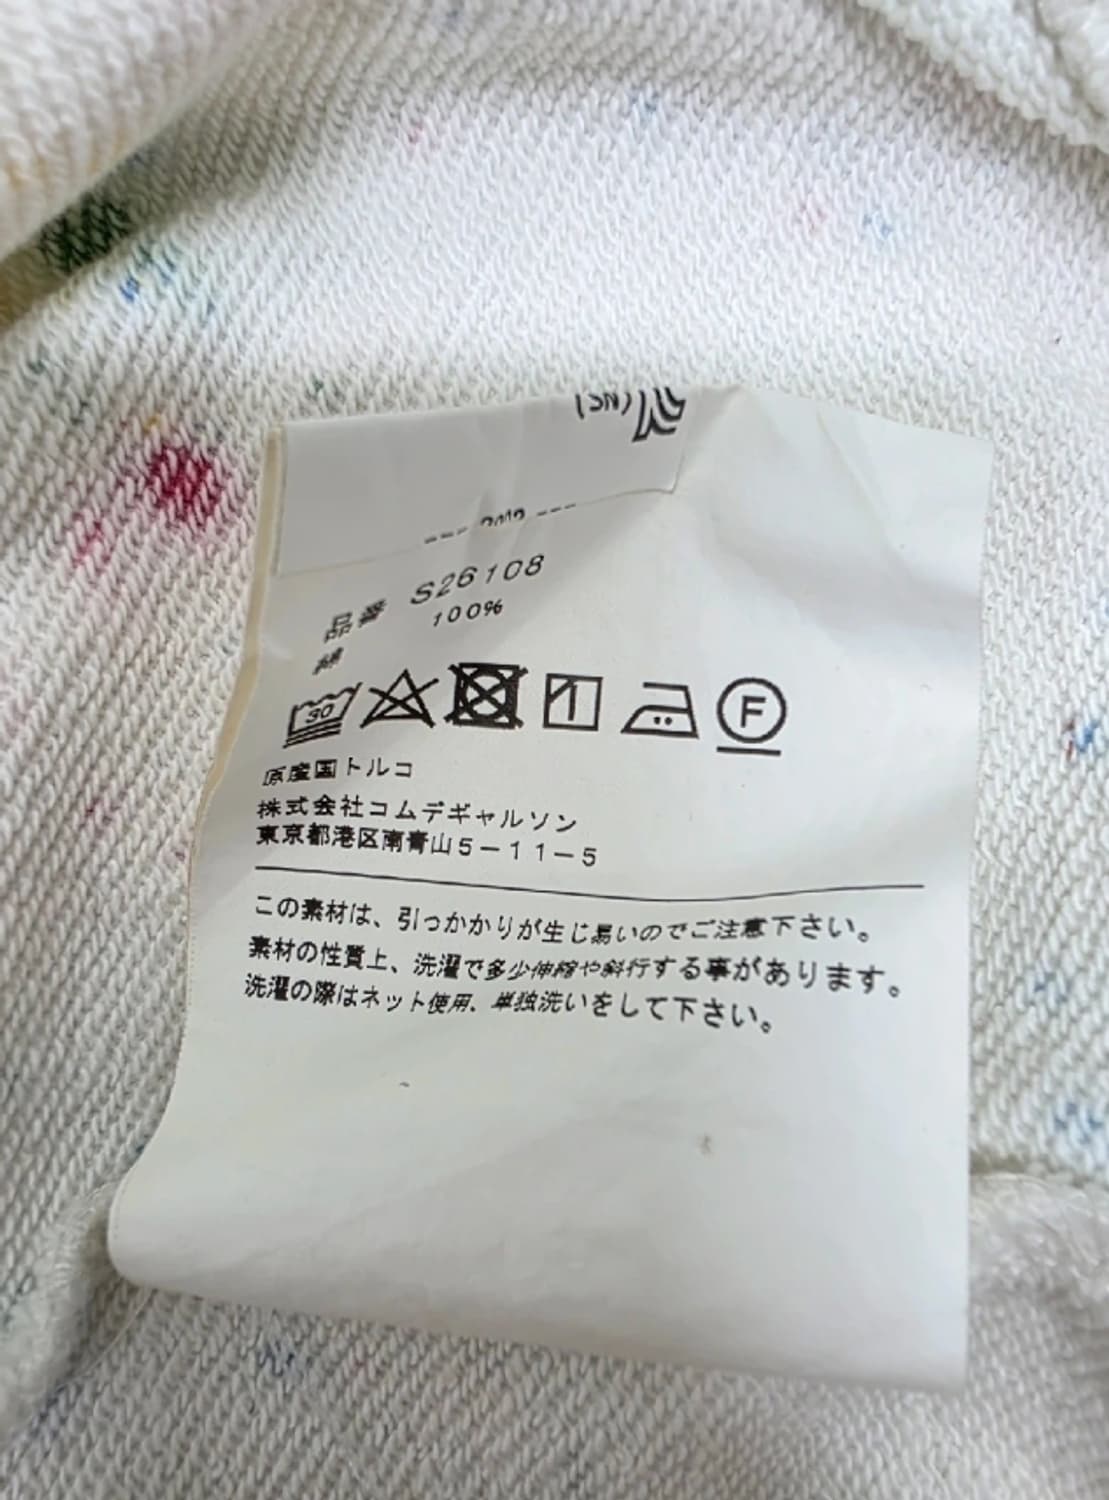 品番 S26108
綿 100%
30
F
原産国トルコ
株式会社コムデギャルソン
東京都港区南青山5-11-5
この素材は、引っかかりが生じ易いのでご注意下さい。
素材の性質上、洗濯で多少伸縮や斜行する事があります。
洗濯の際はネット使用、単独洗いをして下さい。